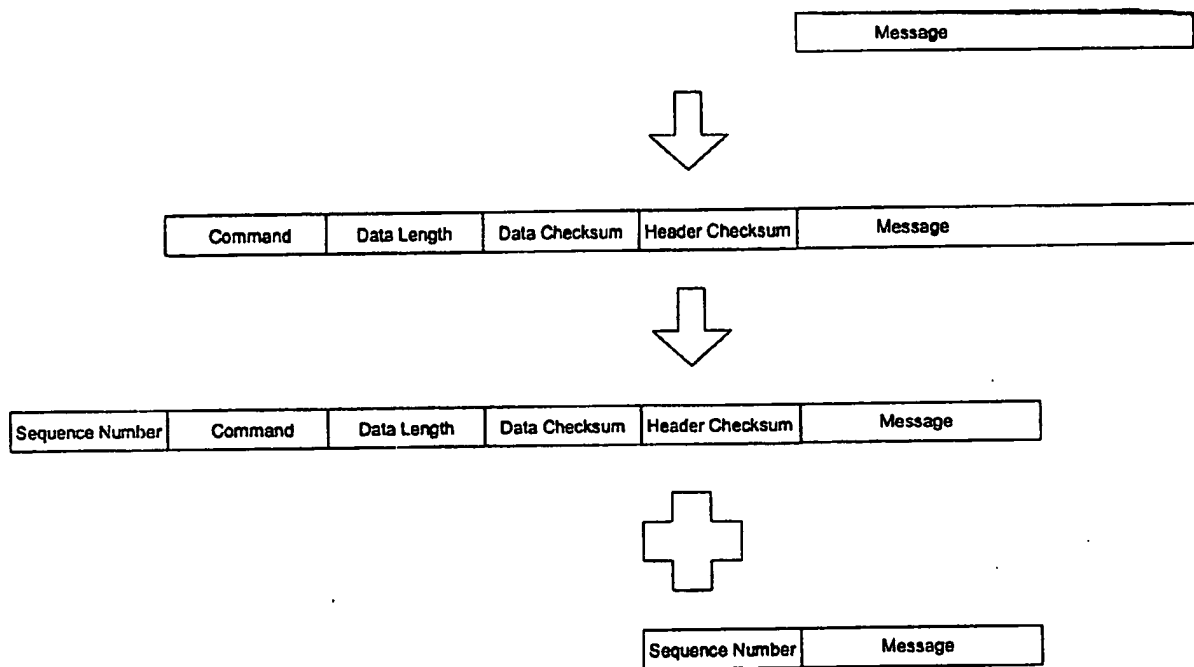 Message
Command Data Length Data Checksum Header Checksum Message
Sequence Number Command Data Length Data Checksum Header Checksum Message
Sequence Number Message